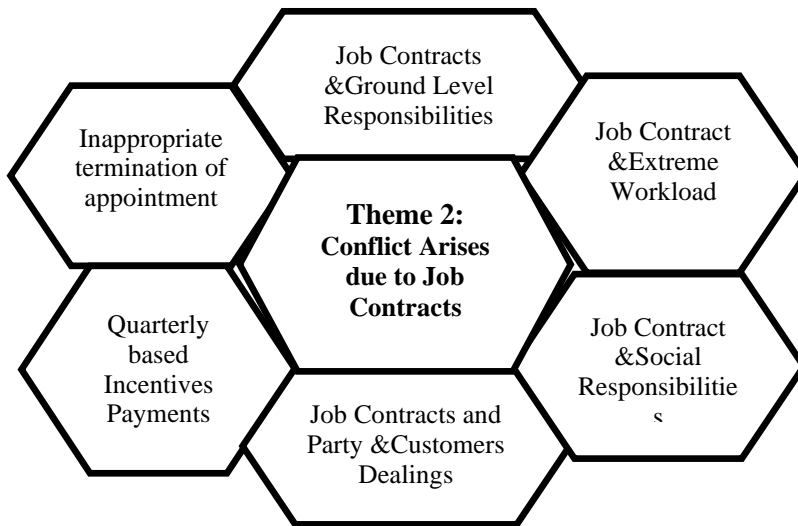 Job Contracts
&Ground Level
Responsibilities
Inappropriate
termination of
appointment
Job Contract
&Extreme
Workload
Theme 2:
Conflict Arises
due to Job
Contracts
Quarterly
based
Incentives
Payments
Job Contract
&Social
Responsibilitie
s
Job Contracts and
Party &Customers
Dealings